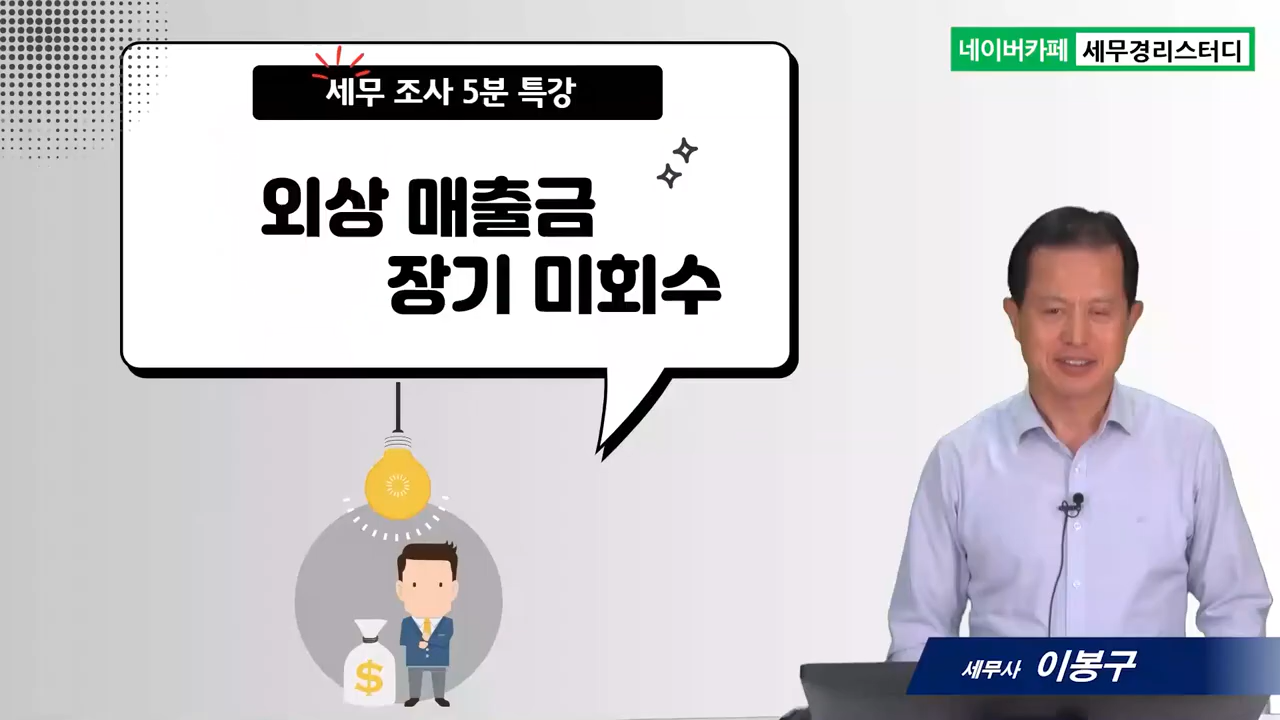 네이버카페 세무경리스터디
세무 조사 5분 특강
외상 매출금
장기 미회수
$
세무사 이봉구